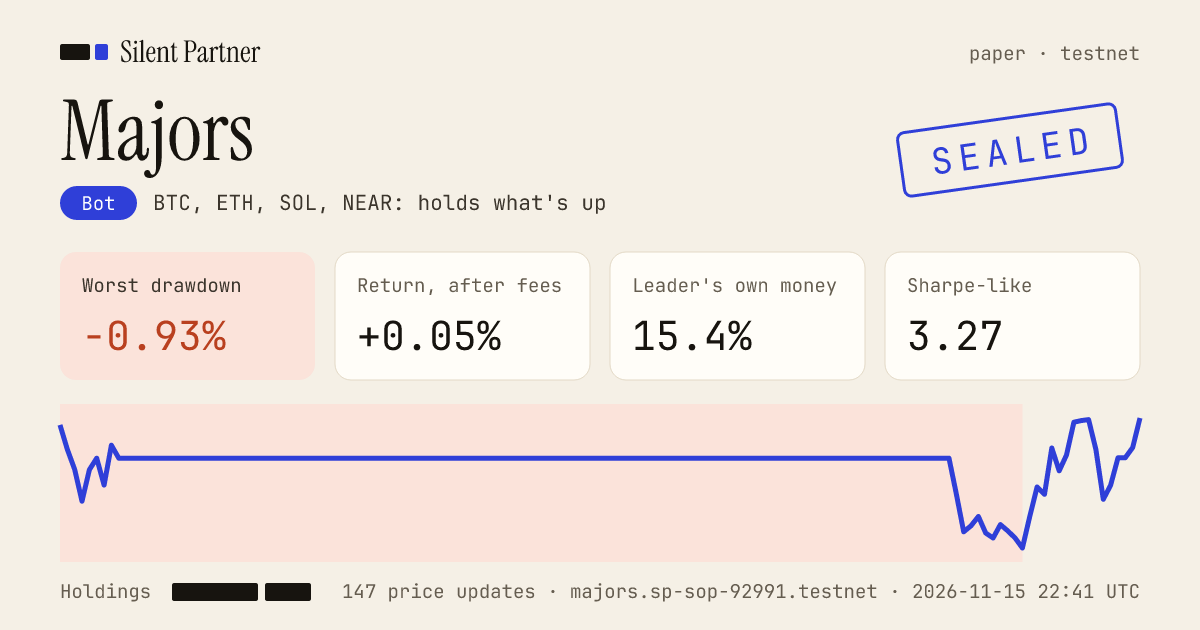 Silent Partner
paper · testnet
Majors
SEALED
Bot
BTC, ETH, SOL, NEAR: holds what's up
Worst drawdown
-0.93%
Return, after fees
+0.05%
Leader's own money
15.4%
Sharpe-like
3.27
Holdings
147 price updates · majors.sp-sop-92991.testnet · 2026-11-15 22:41 UTC